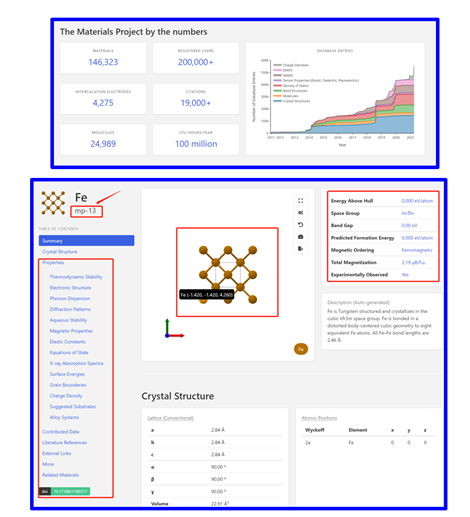 The Materials Project by the numbers
MATERIALS
146,323
REGISTERED USERS
200,000+
INTERCALATION ELECTRODES
4,275
CITATIONS
19,000+
MOLECULES
24,989
CPU HOURS/YEAR
100 million
DATABASE ENTRIES
Number of Database Entries
600k
500k
400k
300k
200k
100k
0
Charge Densities
EXAFS
XANES
Tensor Properties (Elastic, Dielectric, Piezoelectric)
Density of States
Band Structures
Molecules
Crystal Structures
2011 2012 2013 2014 2015 2016 2017 2018 2019 2020 2021
Year
Fe
mp-13
TABLE OF CONTENTS
Summary
Crystal Structure
Properties
Thermodynamic Stability
Electronic Structure
Phonon Dispersion
Diffraction Patterns
Aqueous Stability
Magnetic Properties
Elastic Constants
Equations of State
X-ray Absorption Spectra
Surface Energies
Grain Boundaries
Charge Density
Suggested Substrates
Alloy Systems
Contributed Data
Literature References
External Links
More
Related Materials
doi
Fe (-1.420, -1.420, 4.260)
Fe
Energy Above Hull 0.000 eV/atom
Space Group Im3̅m
Band Gap 0.00 eV
Predicted Formation Energy 0.000 eV/atom
Magnetic Ordering Ferromagnetic
Total Magnetization 2.19 µB/f.u.
Experimentally Observed Yes
Description (Auto-generated)
Fe is Tungsten structured and crystallizes in the
cubic Im3̅m space group. Fe is bonded in a
distorted body-centered cubic geometry to eight
equivalent Fe atoms. All Fe–Fe bond lengths are
2.46 Å.
Crystal Structure
Lattice (Conventional)
a 2.84 Å
b 2.84 Å
c 2.84 Å
α 90.00 º
β 90.00 º
γ 90.00 º
Volume 22.91 Å³
Atomic Positions
Wyckoff Element x y z
2a Fe 0 0 0